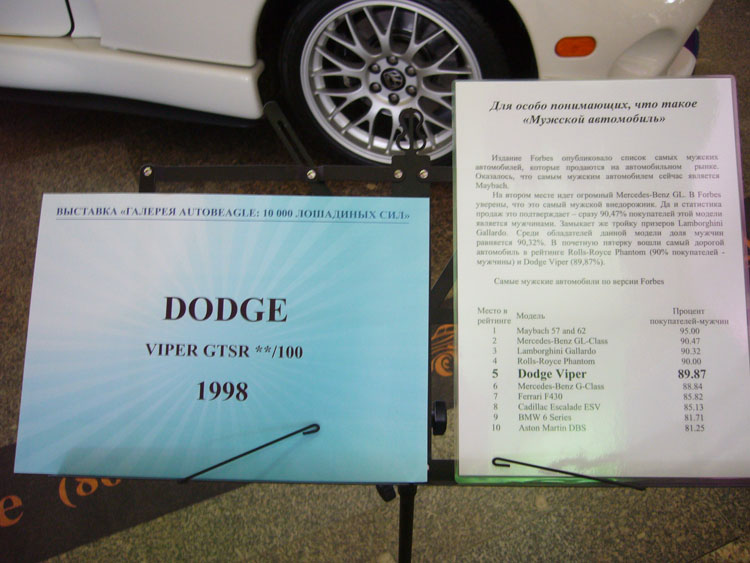 ВЫСТАВКА «ГАЛЕРЕЯ AUTOBEAGLE: 10 000 ЛОШАДИНЫХ СИЛ»
DODGE
VIPER GTSR **/100
1998
Для особо понимающих, что такое
«Мужской автомобиль»
Издание Forbes опубликовало список самых мужских
автомобилей, которые продаются на автомобильном рынке.
Оказалось, что самым мужским автомобилем сейчас является
Maybach.
На втором месте идет огромный Mercedes-Benz GL. В Forbes
уверены, что это самый мужской внедорожник. Да и статистика
продаж это подтверждает – сразу 90,47% покупателей этой модели
являются мужчинами. Замыкает же тройку призеров Lamborghini
Gallardo. Среди обладателей данной модели доля мужчин
равняется 90,32%. В почетную пятерку вошли самый дорогой
автомобиль в рейтинге Rolls-Royce Phantom (90% покупателей -
мужчины) и Dodge Viper (89,87%).
Самые мужские автомобили по версии Forbes
Место в рейтинге Модель Процент покупателей-мужчин
1 Maybach 57 and 62 95.00
2 Mercedes-Benz GL-Class 90.47
3 Lamborghini Gallardo 90.32
4 Rolls-Royce Phantom 90.00
5 Dodge Viper 89.87
6 Mercedes-Benz G-Class 88.84
7 Ferrari F430 85.82
8 Cadillac Escalade ESV 85.13
9 BMW 6 Series 81.71
10 Aston Martin DBS 81.25